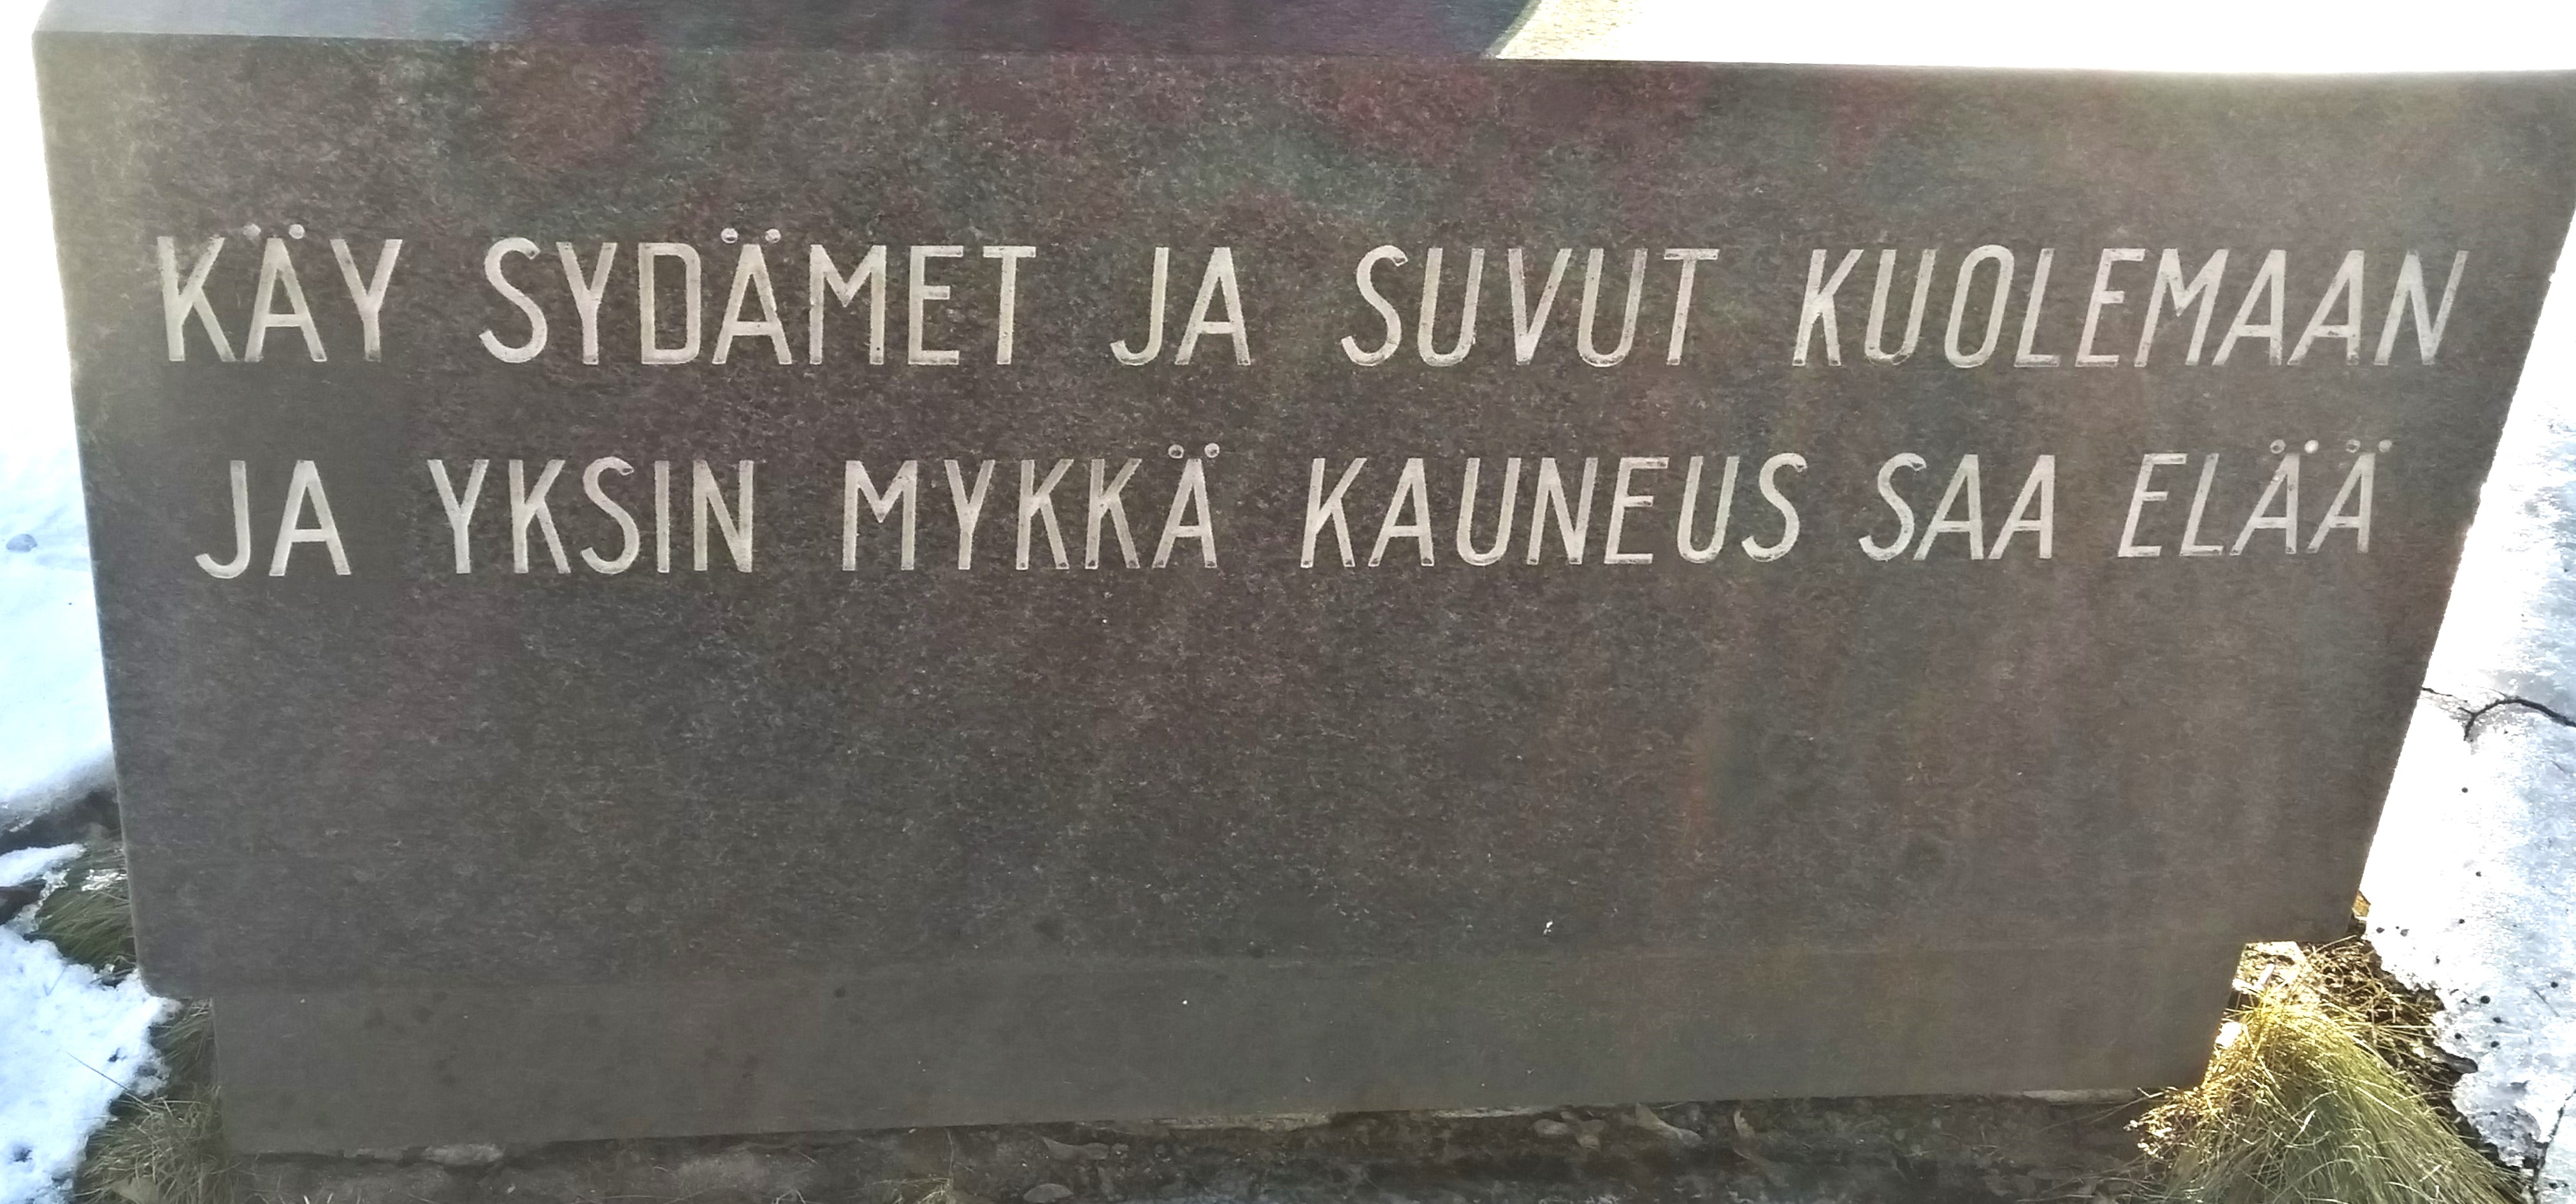 KÄY SYDÄMET JA SUVUT KUOLEMAAN
JA YKSIN MYKKÄ KAUNEUS SAA ELÄÄ